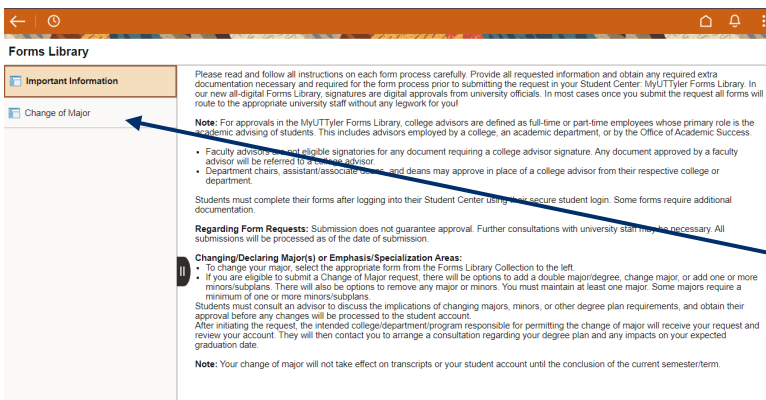 Forms Library
Important Information
Change of Major
Please read and follow all instructions on each form process carefully. Provide all requested information and obtain any required extra
documentation necessary and required for the form process prior to submitting the request in your Student Center: MyUTTyler Forms Library. In
our new all-digital Forms Library, signatures are digital approvals from university officials. In most cases once you submit the request all forms will
route to the appropriate university staff without any legwork for you!
Note: For approvals in the MyUTTyler Forms Library, college advisors are defined as full-time or part-time employees whose primary role is the
academic advising of students. This includes advisors employed by a college, an academic department, or by the Office of Academic Success.
• Faculty advisors are not eligible signatories for any document requiring a college advisor signature. Any document approved by a faculty
advisor will be referred to a college advisor.
• Department chairs, assistant/associate deans, and deans may approve in place of a college advisor from their respective college or
department.
Students must complete their forms after logging into their Student Center using their secure student login. Some forms require additional
documentation.
Regarding Form Requests: Submission does not guarantee approval. Further consultations with university staff may be necessary. All
submissions will be processed as of the date of submission.
Changing/Declaring Major(s) or Emphasis/Specialization Areas:
• To change your major, select the appropriate form from the Forms Library Collection to the left.
• If you are eligible to submit a Change of Major request, there will be options to add a double major/degree, change major, or add one or more
minors/subplans. There will also be options to remove any major or minors. You must maintain at least one major. Some majors require a
minimum of one or more minors/subplans.
Students must consult an advisor to discuss the implications of changing majors, minors, or other degree plan requirements, and obtain their
approval before any changes will be processed to the student account.
After initiating the request, the intended college/department/program responsible for permitting the change of major will receive your request and
review your account. They will then contact you to arrange a consultation regarding your degree plan and any impacts on your expected
graduation date.
Note: Your change of major will not take effect on transcripts or your student account until the conclusion of the current semester/term.